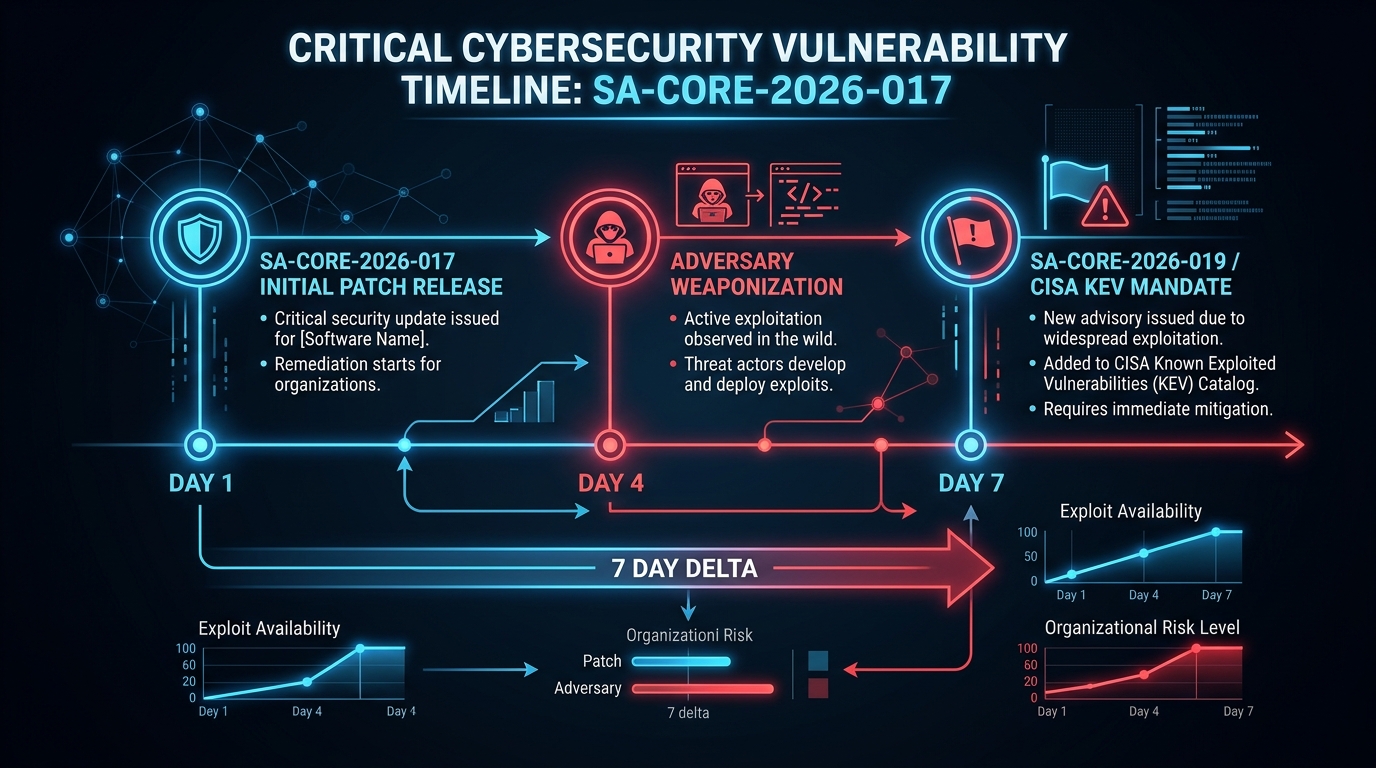 CRITICAL CYBERSECURITY VULNERABILITY
TIMELINE: SA-CORE-2026-017
SA-CORE-2026-017
INITIAL PATCH RELEASE
• Critical security update issued
for [Software Name].
• Remediation starts for
organizations.
</>
ADVERSARY
WEAPONIZATION
• Active exploitation
observed in the wild.
• Threat actors develop
and deploy exploits.
!
!
SA-CORE-2026-019 /
CISA KEV MANDATE
• New advisory issued due to
widespread exploitation.
• Added to CISA Known Exploited
Vulnerabilities (KEV) Catalog.
• Requires immediate mitigation.
DAY 1
DAY 4
DAY 7
7 DAY DELTA
Exploit Availability
100
50
0
Day 1
Day 4
Day 7
Exploit Availability
100
60
20
0
Dey 1
Day 4
Day 4
Organizationi Risk
Patch
Adversary
7 delta
Organizational Risk Level
100
60
20
0
Day 1
Day 4
Day 7